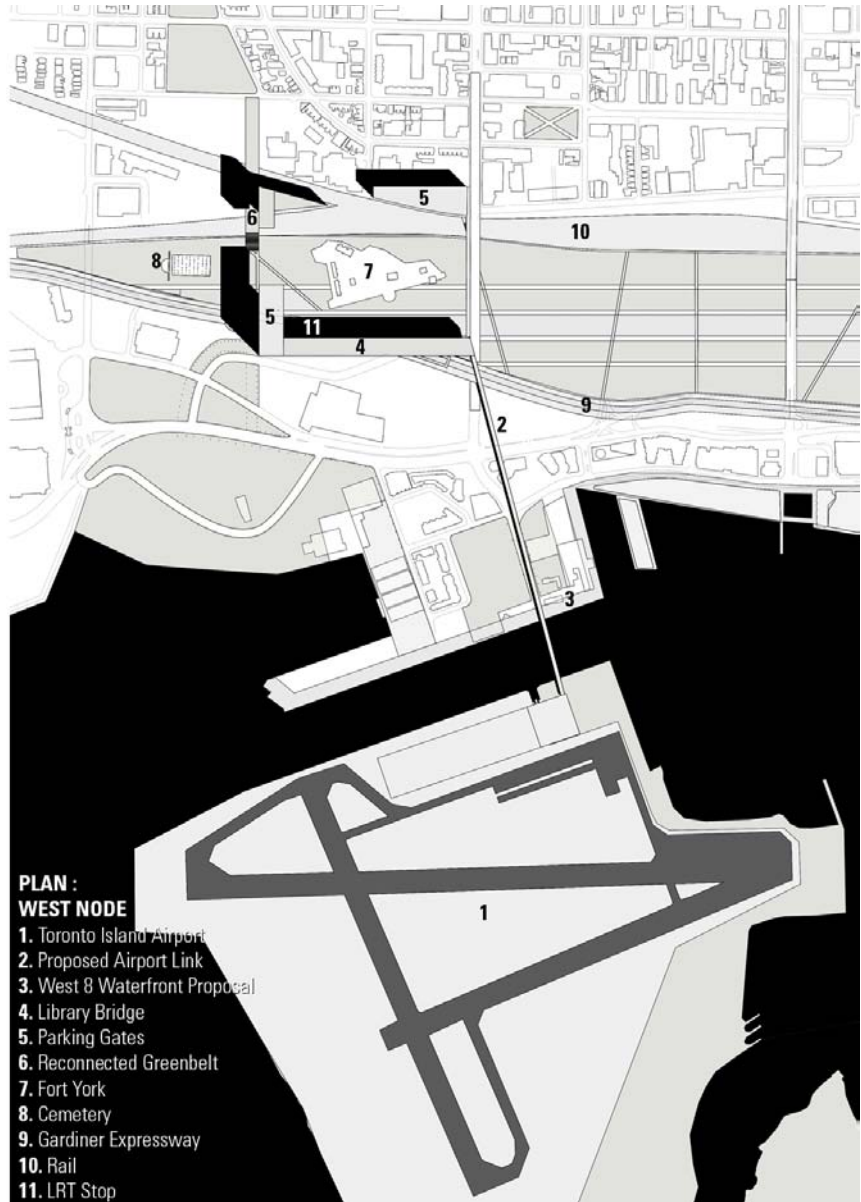 5
6
10
8
7
5
11
4
9
2
3
1
PLAN :
WEST NODE
1. Toronto Island Airport
2. Proposed Airport Link
3. West 8 Waterfront Proposal
4. Library Bridge
5. Parking Gates
6. Reconnected Greenbelt
7. Fort York
8. Cemetery
9. Gardiner Expressway
10. Rail
11. LRT Stop